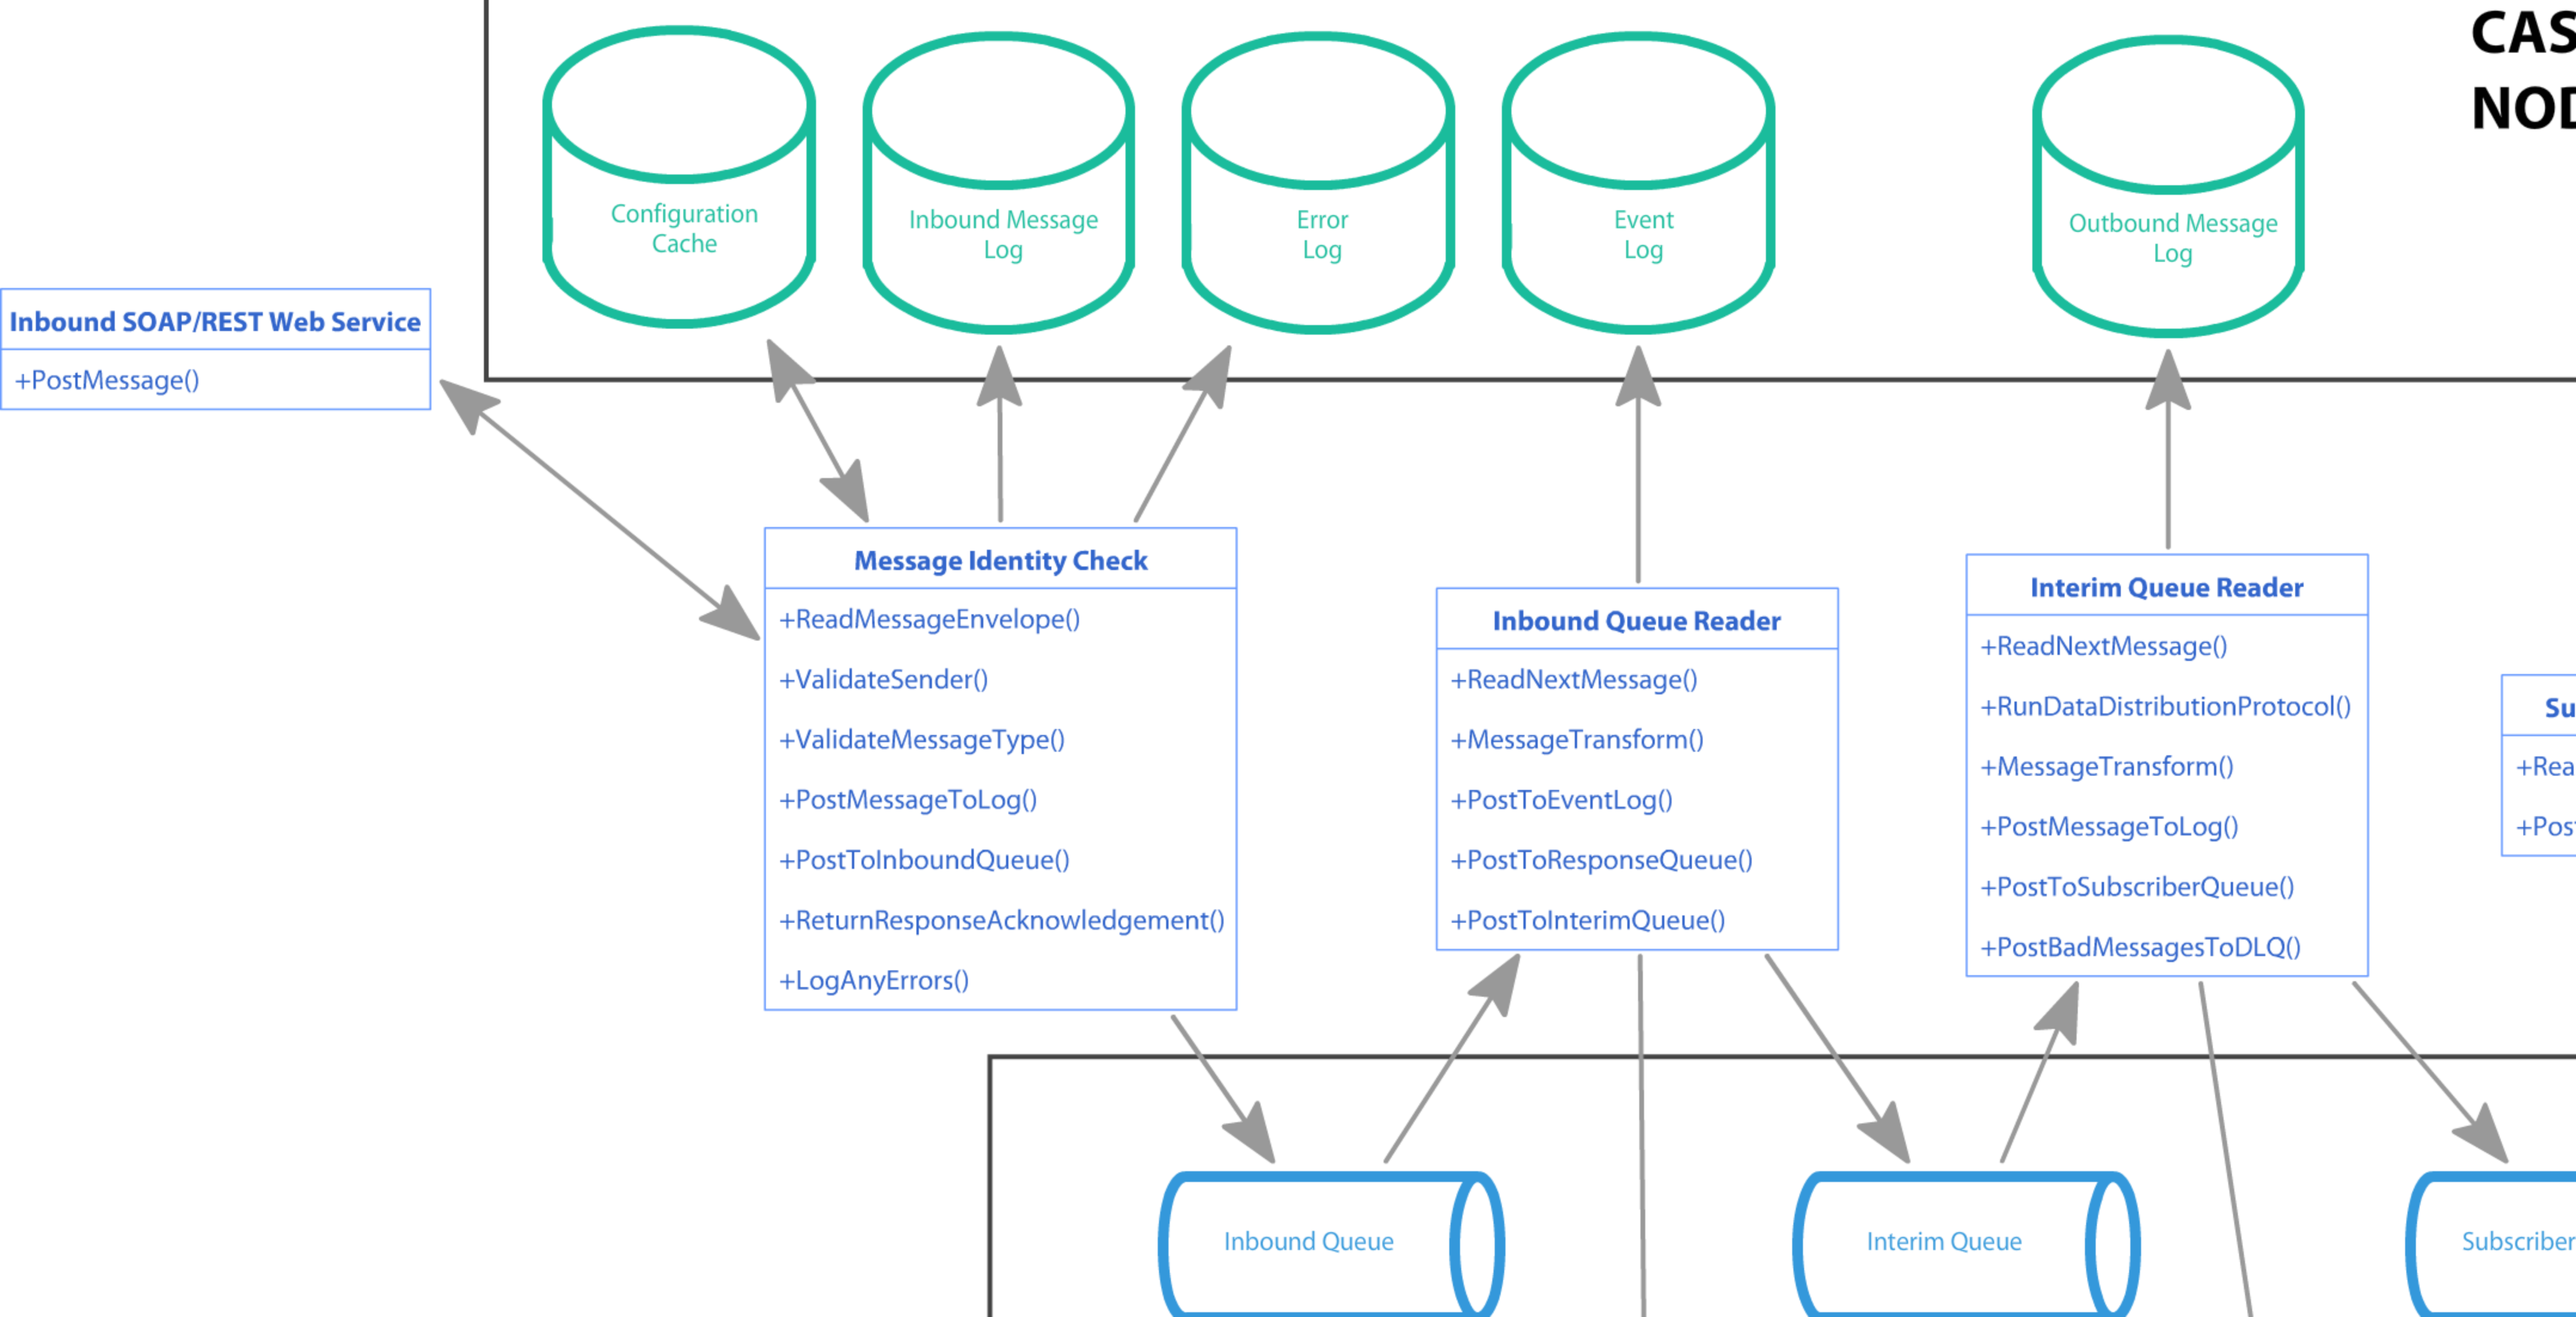 CAS
NOD
Configuration
Cache
Inbound Message
Log
Error
Log
Event
Log
Outbound Message
Log
Inbound SOAP/REST Web Service
+PostMessage()
Message Identity Check
+ReadMessageEnvelope()
+ValidateSender()
+ValidateMessageType()
+PostMessageToLog()
+PostToInboundQueue()
+ReturnResponseAcknowledgement()
+LogAnyErrors()
Inbound Queue Reader
+ReadNextMessage()
+MessageTransform()
+PostToEventLog()
+PostToResponseQueue()
+PostToInterimQueue()
Interim Queue Reader
+ReadNextMessage()
+RunDataDistributionProtocol()
+MessageTransform()
+PostMessageToLog()
+PostToSubscriberQueue()
+PostBadMessagesToDLQ()
Su
+Rea
+Pos
Inbound Queue
Interim Queue
Subscriber